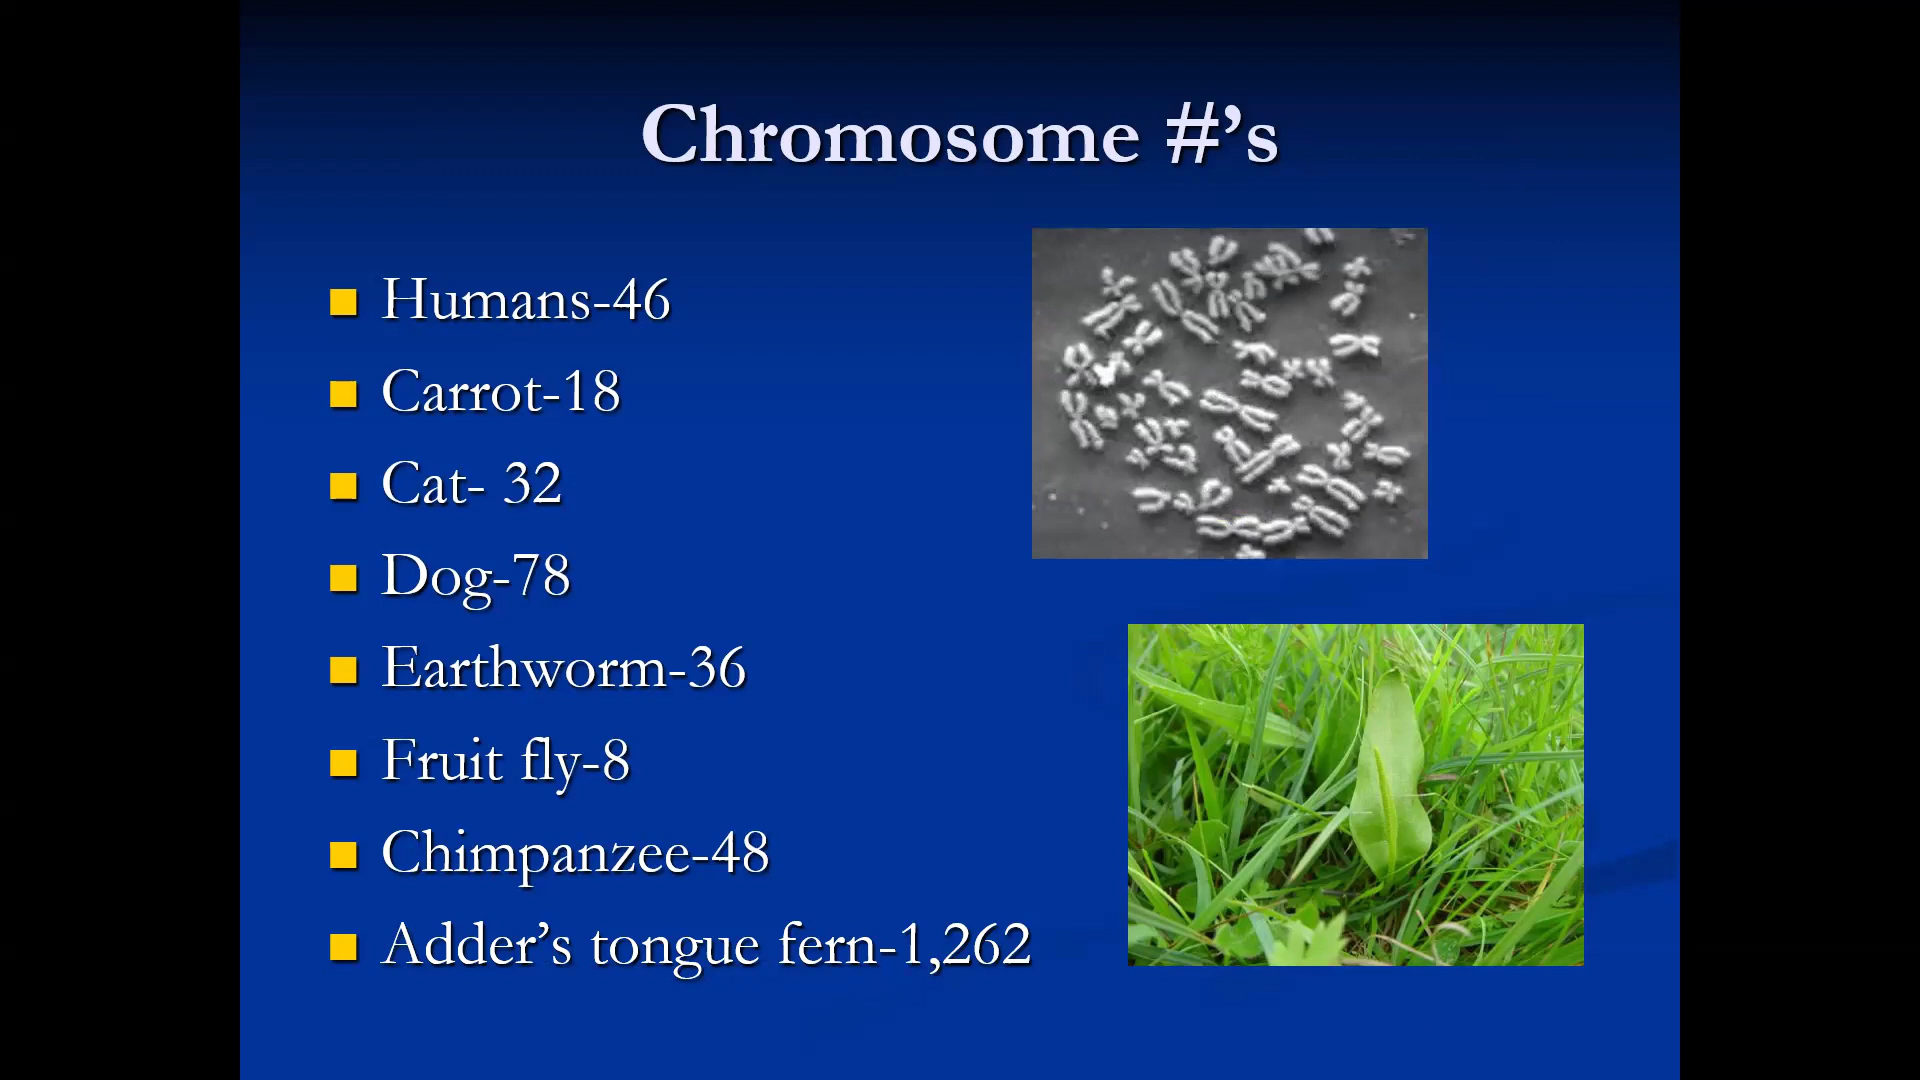 Chromosome #’s
Humans-46
Carrot-18
Cat- 32
Dog-78
Earthworm-36
Fruit fly-8
Chimpanzee-48
Adder’s tongue fern-1,262